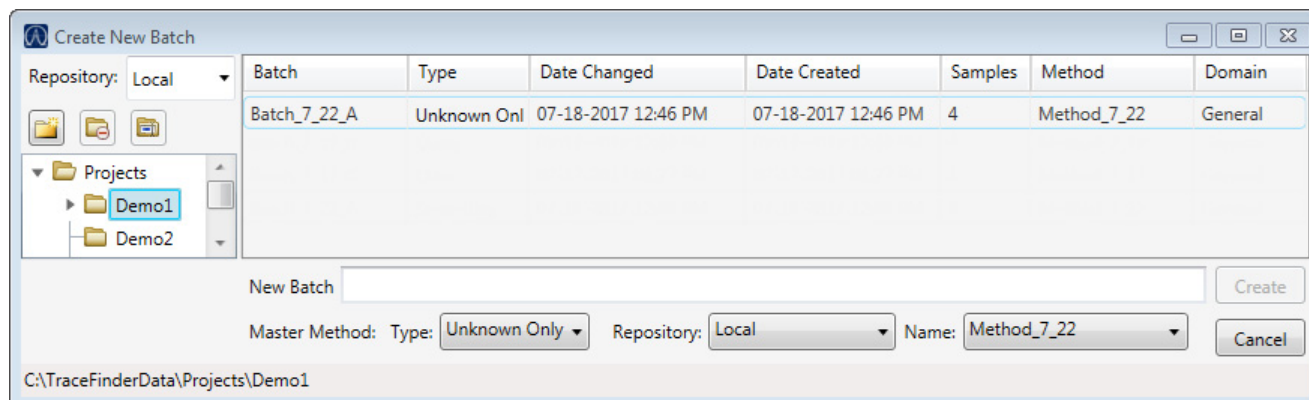 Create New Batch
Repository: Local
Batch Type Date Changed Date Created Samples Method Domain
Batch_7_22_A Unknown Onl 07-18-2017 12:46 PM 07-18-2017 12:46 PM 4 Method_7_22 General
Projects
Demo1
Demo2
New Batch Create
Master Method: Type: Unknown Only Repository: Local Name: Method_7_22 Cancel
C:\TraceFinderData\Projects\Demo1